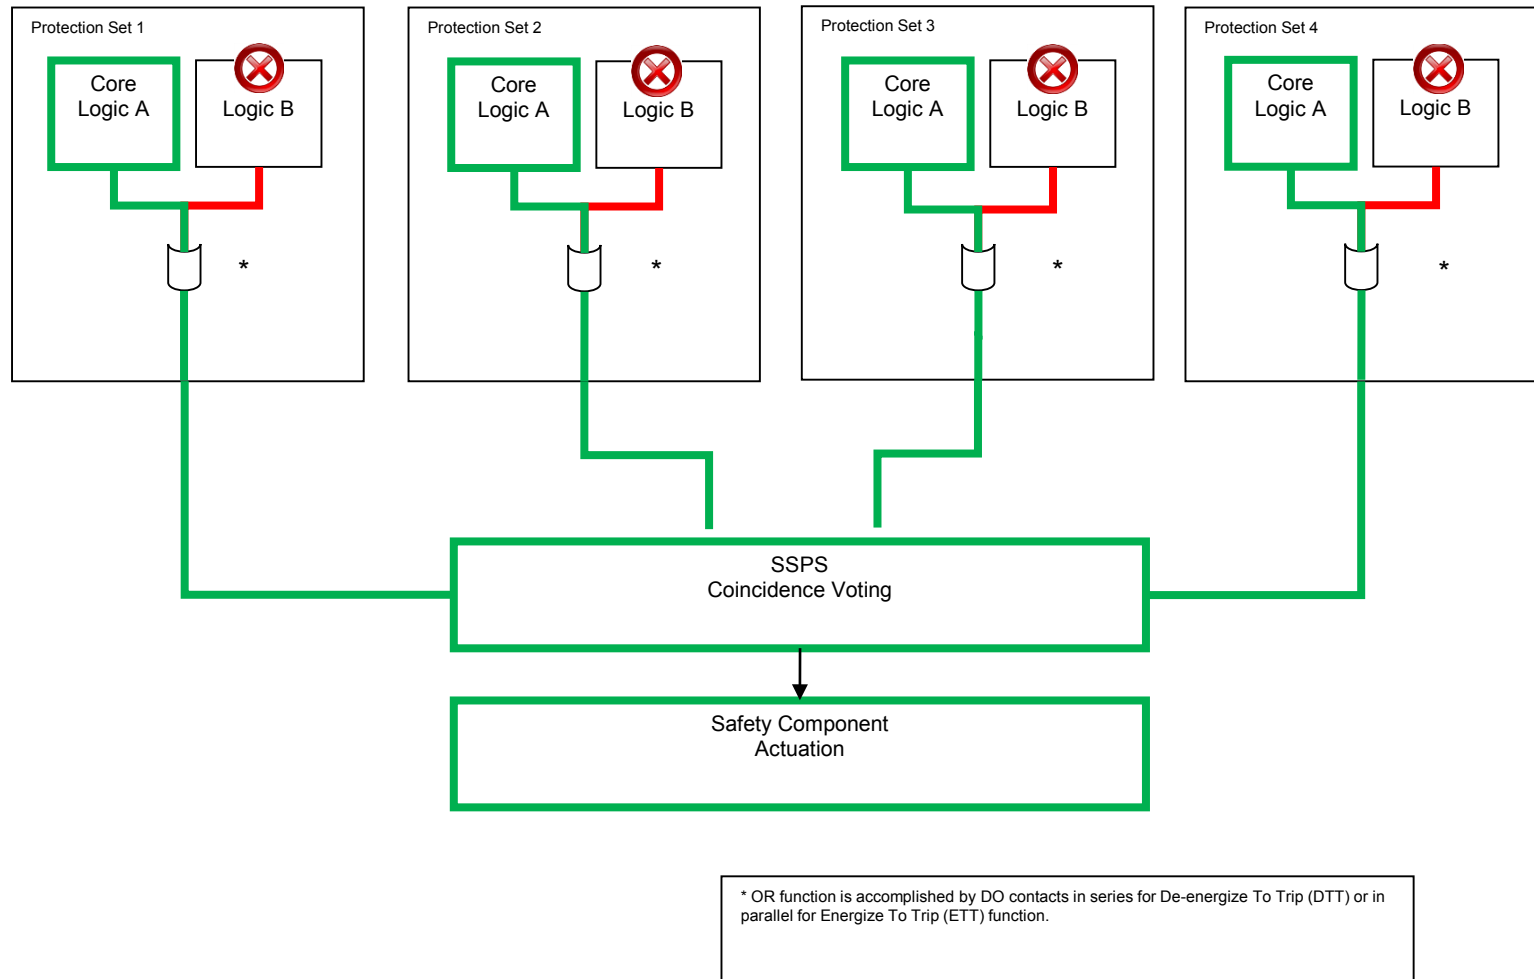 Protection Set 1
Core
Logic A
Logic B
*
Protection Set 2
Core
Logic A
Logic B
*
Protection Set 3
Core
Logic A
Logic B
*
Protection Set 4
Core
Logic A
Logic B
*
SSPS
Coincidence Voting
Safety Component
Actuation
* OR function is accomplished by DO contacts in series for De-energize To Trip (DTT) or in
parallel for Energize To Trip (ETT) function.